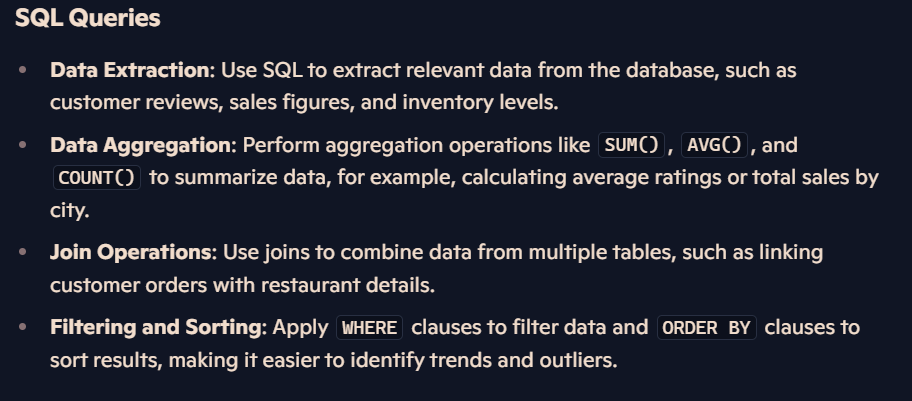 SQL Queries
Data Extraction: Use SQL to extract relevant data from the database, such as
customer reviews, sales figures, and inventory levels.
Data Aggregation: Perform aggregation operations like SUM(), AVG(), and
COUNT() to summarize data, for example, calculating average ratings or total sales by
city.
Join Operations: Use joins to combine data from multiple tables, such as linking
customer orders with restaurant details.
Filtering and Sorting: Apply WHERE clauses to filter data and ORDER BY clauses to
sort results, making it easier to identify trends and outliers.